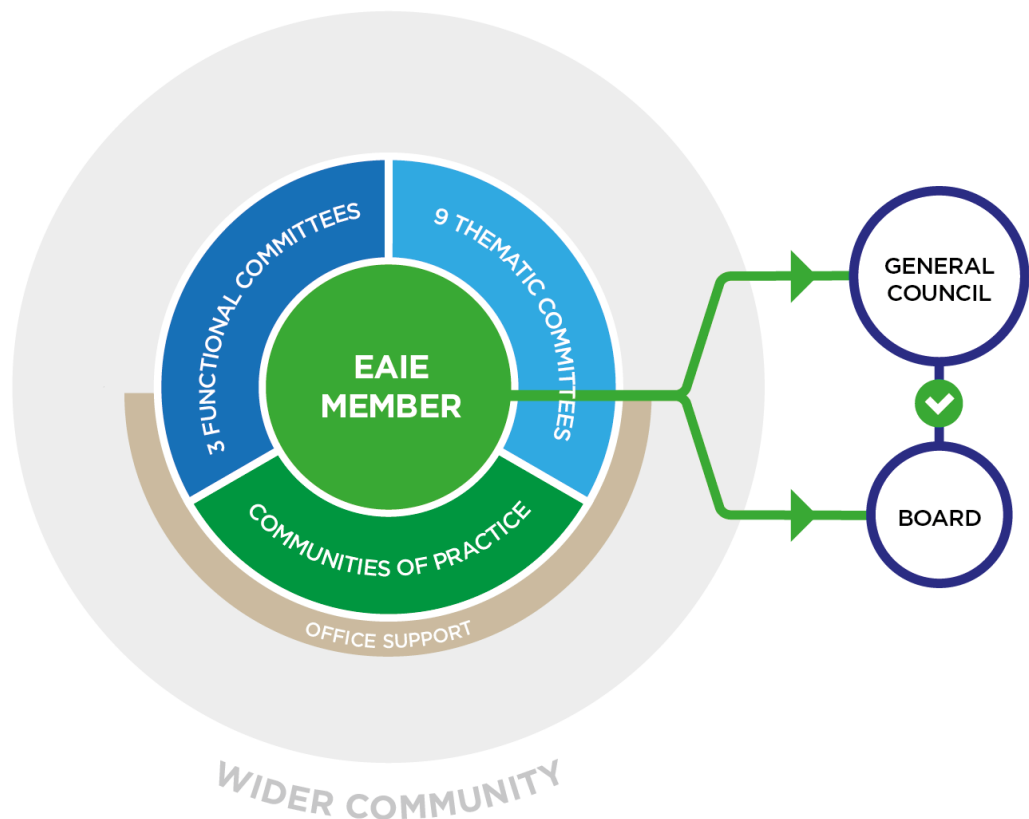 3 FUNCTIONAL COMMITTEES
9 THEMATIC COMMITTEES
EAIE
MEMBER
COMMUNITIES OF PRACTICE
OFFICE SUPPORT
WIDER COMMUNITY
GENERAL
COUNCIL
BOARD